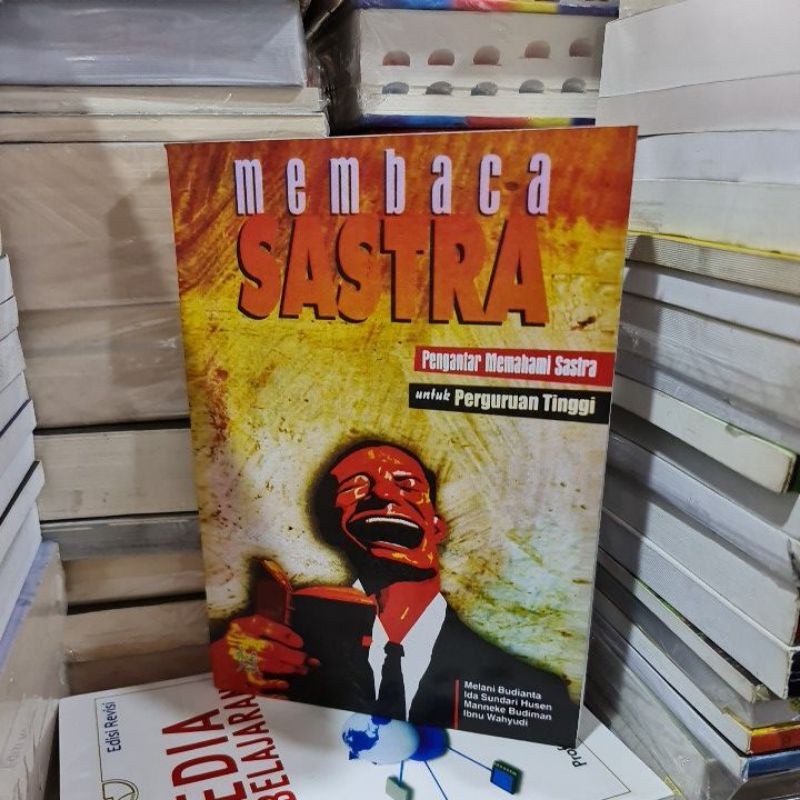 membaca
SASTRA
Pengantar Memahami Sastra
untuk Perguruan Tinggi
Melani Budianta
Ida Sundari Husen
Manneke Budiman
Ibnu Wahyudi
Edisi Revisi